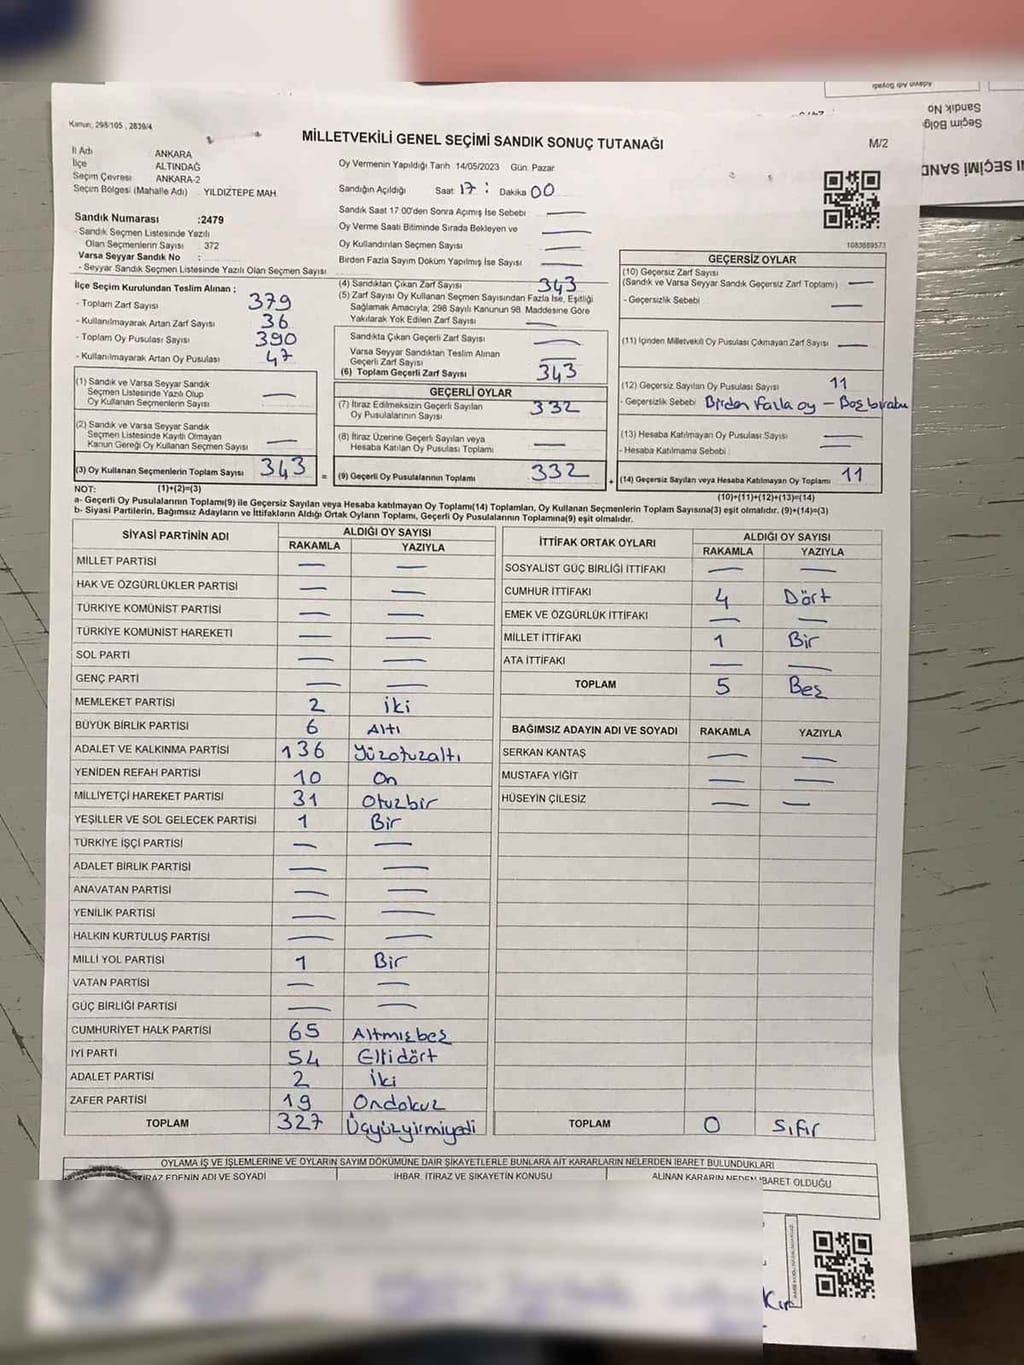 Adayın Adı Soyadı
Sandık No
Seçim Bölg
Kanun: 298/105 , 2839/4
MİLLETVEKİLİ GENEL SEÇİMİ SANDIK SONUÇ TUTANAĞI
M/2
İl Adı ANKARA
İlçe ALTINDAĞ
Seçim Çevresi ANKARA-2
Seçim Bölgesi (Mahalle Adı) YILDIZTEPE MAH.
Oy Vermenin Yapıldığı Tarih 14/05/2023 Gün: Pazar
Sandığın Açıldığı Saat 17 : Dakika 00
Sandık Saat 17:00'den Sonra Açımış İse Sebebi —
Oy Verme Saati Bitiminde Sırada Bekleyen ve —
Oy Kullandırılan Seçmen Sayısı —
Birden Fazla Sayım Döküm Yapılmış İse Sayısı —
1083689573
Sandık Numarası :2479
- Sandık Seçmen Listesinde Yazılı
Olan Seçmenlerin Sayısı : 372
Varsa Seyyar Sandık No :
- Seyyar Sandık Seçmen Listesinde Yazılı Olan Seçmen Sayısı :
İlçe Seçim Kurulundan Teslim Alınan ;
- Toplam Zarf Sayısı 379
- Kullanılmayarak Artan Zarf Sayısı 36
- Toplam Oy Pusulası Sayısı 390
- Kullanılmayarak Artan Oy Pusulası 47
(1) Sandık ve Varsa Seyyar Sandık
Seçmen Listesinde Yazılı Olup
Oy Kullanan Seçmenlerin Sayısı —
(2) Sandık ve Varsa Seyyar Sandık
Seçmen Listesinde Kayıtlı Olmayan
Kanun Gereği Oy Kullanan Seçmen Sayısı —
(3) Oy Kullanan Seçmenlerin Toplam Sayısı 343 =
(4) Sandıktan Çıkan Zarf Sayısı 343
(5) Zarf Sayısı Oy Kullanan Seçmen Sayısından Fazla İse, Eşitliği
Sağlamak Amacıyla; 298 Sayılı Kanunun 98. Maddesine Göre
Yakılarak Yok Edilen Zarf Sayısı —
Sandıkta Çıkan Geçerli Zarf Sayısı —
Varsa Seyyar Sandıktan Teslim Alınan
Geçerli Zarf Sayısı —
(6) Toplam Geçerli Zarf Sayısı 343
GEÇERLİ OYLAR
(7) İtiraz Edilmeksizin Geçerli Sayılan
Oy Pusulasının Sayısı 332
(8) İtiraz Üzerine Geçerli Sayılan veya
Hesaba Katılan Oy Pusulası Toplamı —
(9) Geçerli Oy Pusulalarının Toplamı 332 +
GEÇERSİZ OYLAR
(10) Geçersiz Zarf Sayısı
(Sandık ve Varsa Seyyar Sandık Geçersiz Zarf Toplamı) —
- Geçersizlik Sebebi —
(11) İçinden Milletvekili Oy Pusulası Çıkmayan Zarf Sayısı —
(12) Geçersiz Sayılan Oy Pusulası Sayısı 11
- Geçersizlik Sebebi Birden Fazla oy - Boş bırakma
(13) Hesaba Katılmayan Oy Pusulası Sayısı —
- Hesaba Katılmama Sebebi : —
(14) Geçersiz Sayılan veya Hesaba Katılmayan Oy Toplamı 11
NOT: (1)+(2)=(3)
(10)+(11)+(12)+(13)=(14)
a- Geçerli Oy Pusulalarının Toplamı(9) ile Geçersiz Sayılan veya Hesaba katılmayan Oy Toplamı(14) Toplamları, Oy Kullanan Seçmenlerin Toplam Sayısına(3) eşit olmalıdır. (9)+(14)=(3)
b- Siyasi Partilerin, Bağımsız Adayların ve İttifakların Aldığı Oyların Toplamı, Geçerli Oy Pusulalarının Toplamına(9) eşit olmalıdır.
SİYASİ PARTİNİN ADI ALDIĞI OY SAYISI
RAKAMLA YAZIYLA
MİLLET PARTİSİ — —
HAK VE ÖZGÜRLÜKLER PARTİSİ — —
TÜRKİYE KOMÜNİST PARTİSİ — —
TÜRKİYE KOMÜNİST HAREKETİ — —
SOL PARTİ — —
GENÇ PARTİ — —
MEMLEKET PARTİSİ 2 iki
BÜYÜK BİRLİK PARTİSİ 6 Altı
ADALET VE KALKINMA PARTİSİ 136 Yüzotuzaltı
YENİDEN REFAH PARTİSİ 10 On
MİLLİYETÇİ HAREKET PARTİSİ 31 Otuzbir
YEŞİLLER VE SOL GELECEK PARTİSİ 1 Bir
TÜRKİYE İŞÇİ PARTİSİ — —
ADALET BİRLİK PARTİSİ — —
ANAVATAN PARTİSİ — —
YENİLİK PARTİSİ — —
HALKIN KURTULUŞ PARTİSİ — —
MİLLİ YOL PARTİSİ 1 Bir
VATAN PARTİSİ — —
GÜÇ BİRLİĞİ PARTİSİ — —
CUMHURİYET HALK PARTİSİ 65 Altmışbeş
İYİ PARTİ 54 Ellidört
ADALET PARTİSİ 2 İki
ZAFER PARTİSİ 19 Ondokuz
TOPLAM 327 Üçyüzyirmiyedi
İTTİFAK ORTAK OYLARI ALDIĞI OY SAYISI
RAKAMLA YAZIYLA
SOSYALİST GÜÇ BİRLİĞİ İTTİFAKI — —
CUMHUR İTTİFAKI 4 Dört
EMEK VE ÖZGÜRLÜK İTTİFAKI — —
MİLLET İTTİFAKI 1 Bir
ATA İTTİFAKI — —
TOPLAM 5 Beş
BAĞIMSIZ ADAYIN ADI VE SOYADI RAKAMLA YAZIYLA
SERKAN KANTAŞ — —
MUSTAFA YİĞİT — —
HÜSEYİN ÇİLESİZ — —
TOPLAM 0 Sıfır
OYLAMA İŞ VE İŞLEMLERİNE VE OYLARIN SAYIM DÖKÜMÜNE DAİR ŞİKAYETLERLE BUNLARA AİT KARARLARIN NELERDEN İBARET BULUNDUKLARI
İRAZ EDENİN ADI VE SOYADI İHBAR, İTİRAZ VE ŞİKAYETİN KONUSU ALINAN KARARIN NEDEN İBARET OLDUĞU